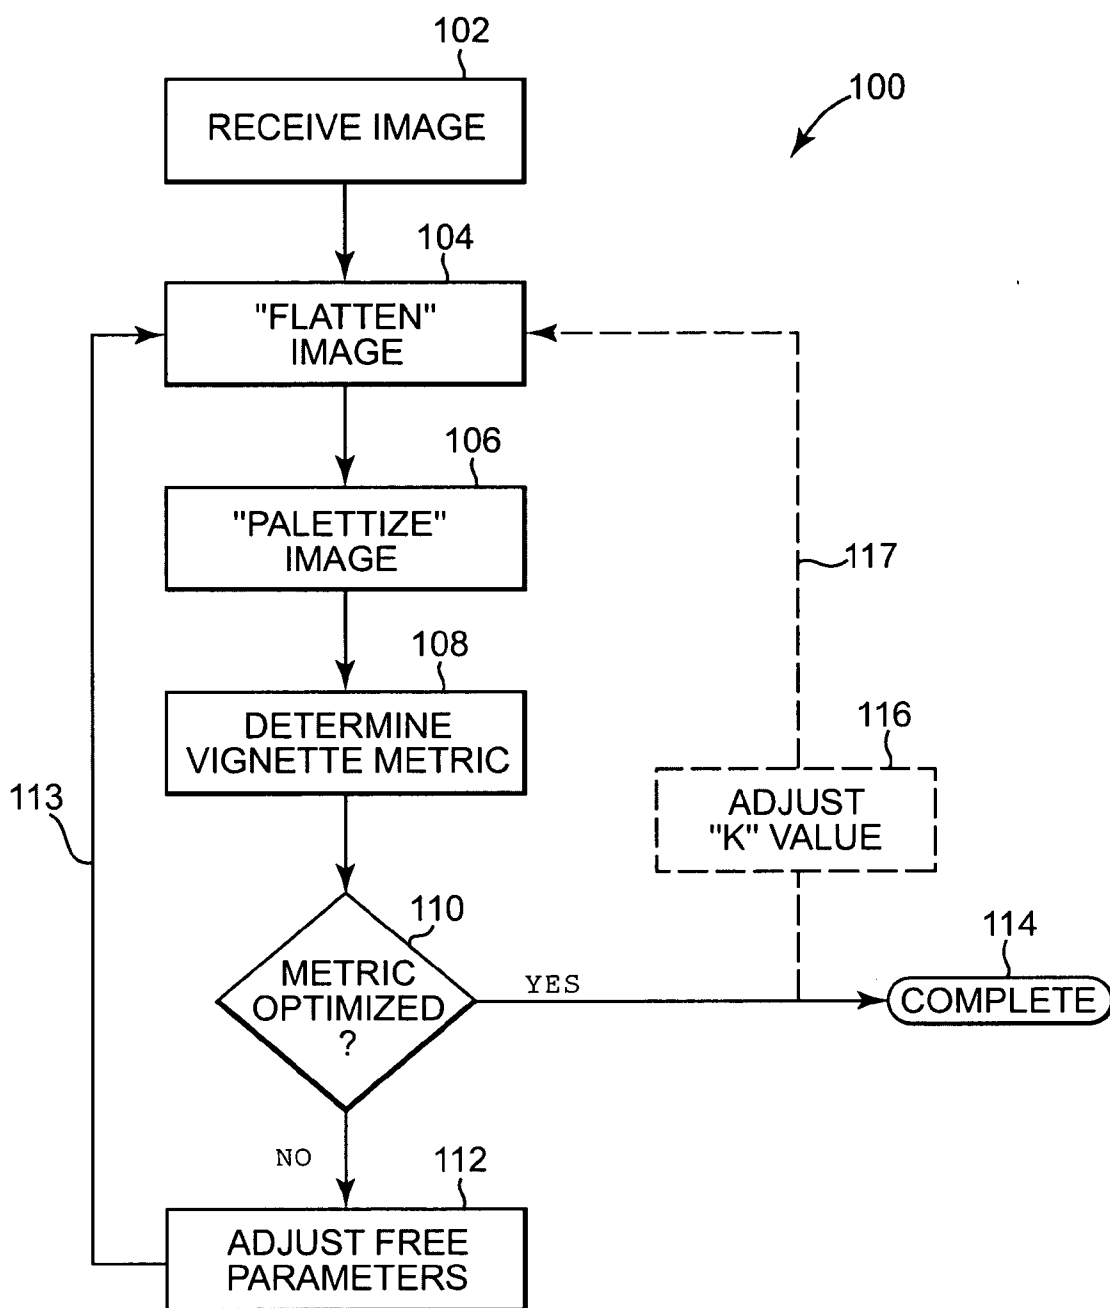 102
RECEIVE IMAGE
100
104
"FLATTEN"
IMAGE
106
"PALETTIZE"
IMAGE
117
108
DETERMINE
VIGNETTE METRIC
116
ADJUST
"K" VALUE
113
110
METRIC
OPTIMIZED
?
YES
114
COMPLETE
NO
112
ADJUST FREE
PARAMETERS